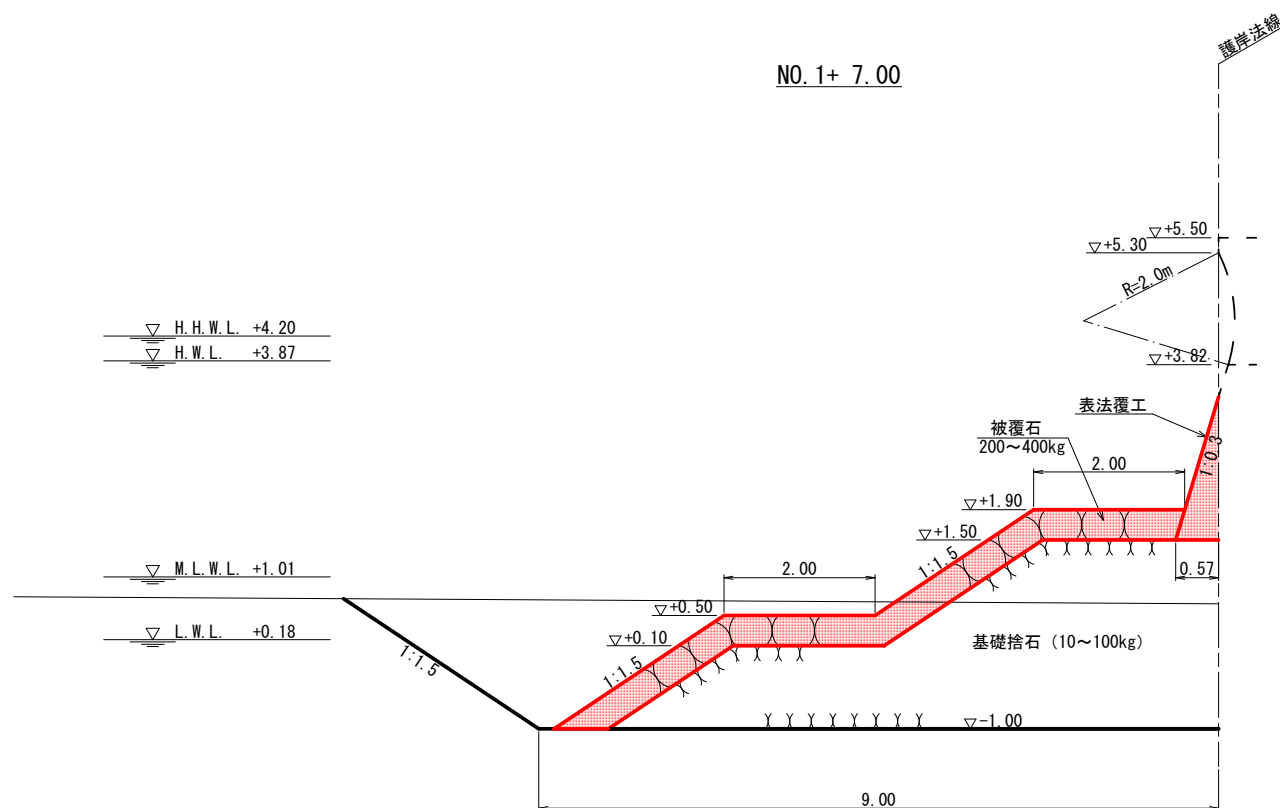 護岸法線
NO.1+ 7.00
▽+5.50
▽+5.30
R=2.0m
▽ H.H.W.L. +4.20
▽ H.W.L. +3.87
▽+3.82
表法覆工
被覆石
200～400kg
1:0.3
2.00
▽+1.90
▽+1.50
1:1.5
▽ M.L.W.L. +1.01
2.00
0.57
▽+0.50
▽ L.W.L. +0.18
▽+0.10
基礎捨石 (10～100kg)
1:1.5
1:1.5
▽-1.00
9.00